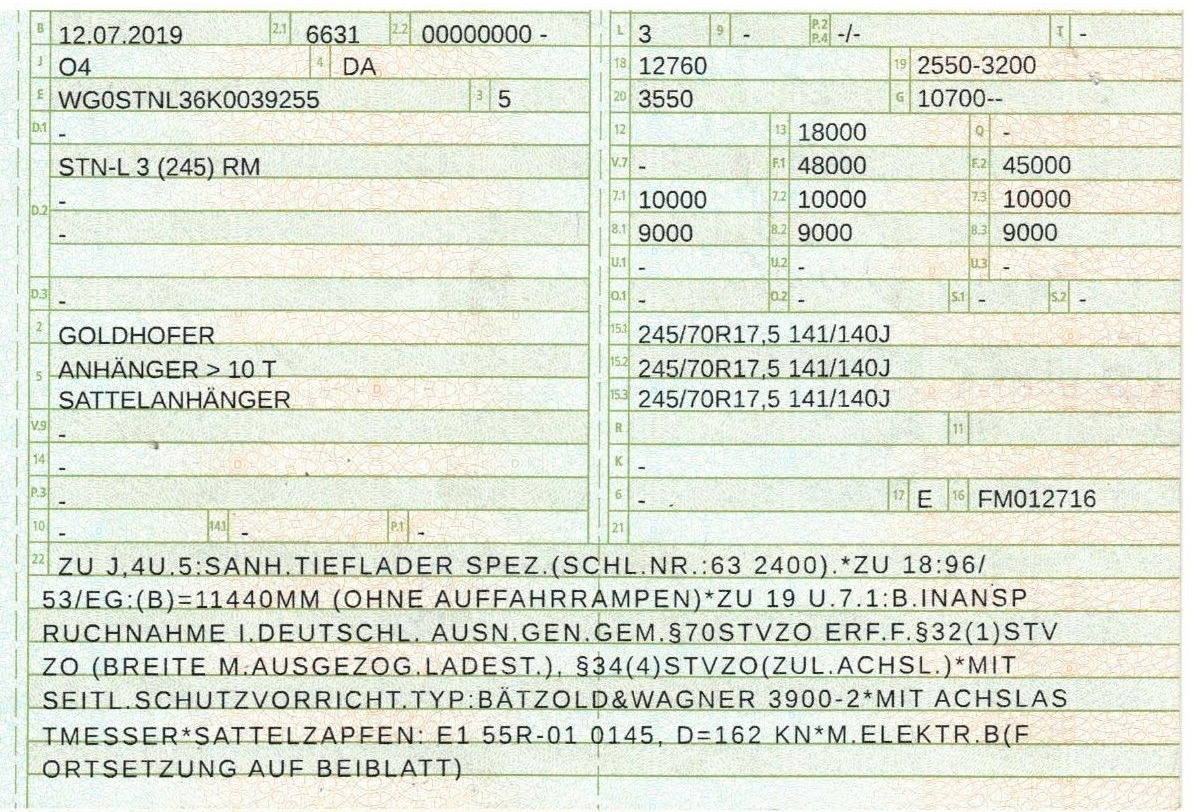 B 12.07.2019 2.1 6631 2.2 00000000 -
J O4 4 DA
E WG0STNL36K0039255 3 5
D.1 -
STN-L 3 (245) RM
D.2 -
-
D.3 -
2 GOLDHOFER
5 ANHÄNGER > 10 T
SATTELANHÄNGER
V.9 -
14 -
P.3 -
10 - 14.1 - P.1 -
L 3 9 - P.2 P.4 -/- T -
18 12760 19 2550-3200
20 3550 G 10700--
12 13 18000 Q -
V.7 - F.1 48000 F.2 45000
7.1 10000 7.2 10000 7.3 10000
8.1 9000 8.2 9000 8.3 9000
U.1 - U.2 - U.3 -
O.1 - O.2 - S.1 - S.2 -
15.1 245/70R17,5 141/140J
15.2 245/70R17,5 141/140J
15.3 245/70R17,5 141/140J
R 11
K -
6 - 17 E 16 FM012716
21
22 ZU J,4U.5:SANH.TIEFLADER SPEZ.(SCHL.NR.:63 2400).*ZU 18:96/
53/EG:(B)=11440MM (OHNE AUFFAHRRAMPEN)*ZU 19 U.7.1:B.INANSP
RUCHNAHME I.DEUTSCHL. AUSN.GEN.GEM.§70STVZO ERF.F.§32(1)STV
ZO (BREITE M.AUSGEZOG.LADEST.), §34(4)STVZO(ZUL.ACHSL.)*MIT
SEITL.SCHUTZVORRICHT.TYP:BÄTZOLD&WAGNER 3900-2*MIT ACHSLAS
TMESSER*SATTELZAPFEN: E1 55R-01 0145, D=162 KN*M.ELEKTR.B(F
ORTSETZUNG AUF BEIBLATT)